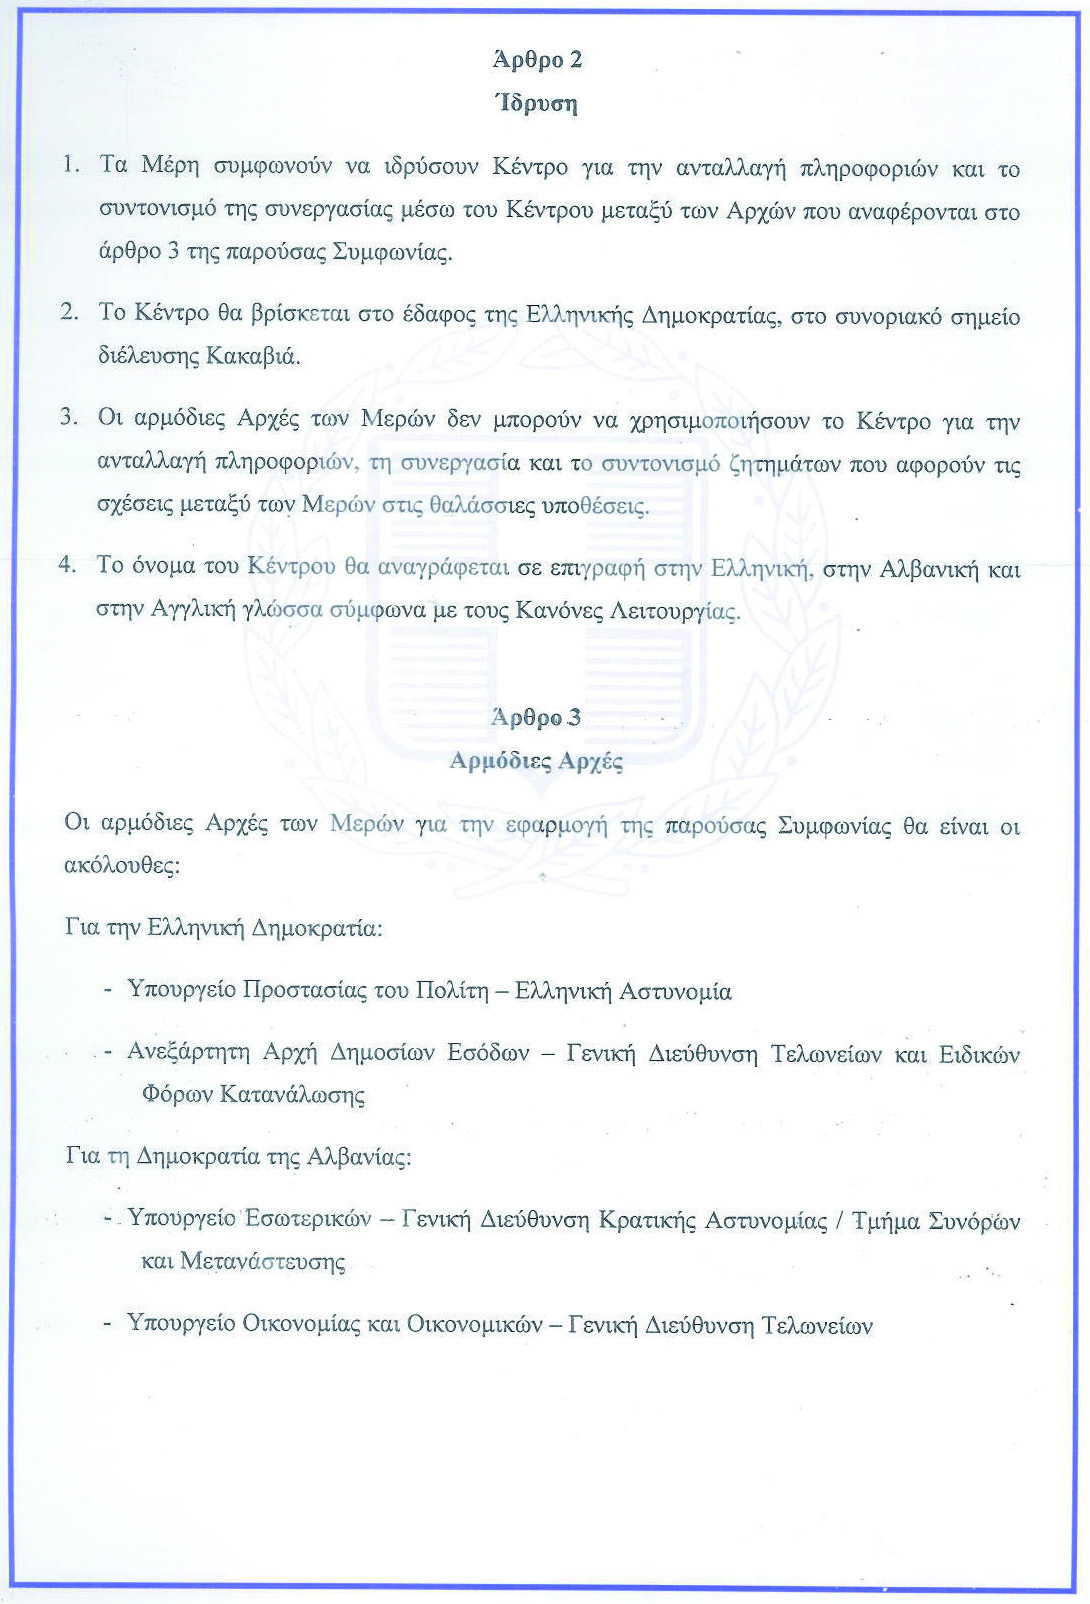 Άρθρο 2
Ίδρυση
1. Τα Μέρη συμφωνούν να ιδρύσουν Κέντρο για την ανταλλαγή πληροφοριών και το
συντονισμό της συνεργασίας μέσω του Κέντρου μεταξύ των Αρχών που αναφέρονται στο
άρθρο 3 της παρούσας Συμφωνίας.
2. Το Κέντρο θα βρίσκεται στο έδαφος της Ελληνικής Δημοκρατίας, στο συνοριακό σημείο
διέλευσης Κακαβιά.
3. Οι αρμόδιες Αρχές των Μερών δεν μπορούν να χρησιμοποιήσουν το Κέντρο για την
ανταλλαγή πληροφοριών, τη συνεργασία και το συντονισμό ζητημάτων που αφορούν τις
σχέσεις μεταξύ των Μερών στις θαλάσσιες υποθέσεις.
4. Το όνομα του Κέντρου θα αναγράφεται σε επιγραφή στην Ελληνική, στην Αλβανική και
στην Αγγλική γλώσσα σύμφωνα με τους Κανόνες Λειτουργίας.
Άρθρο 3
Αρμόδιες Αρχές
Οι αρμόδιες Αρχές των Μερών για την εφαρμογή της παρούσας Συμφωνίας θα είναι οι
ακόλουθες:
Για την Ελληνική Δημοκρατία:
- Υπουργείο Προστασίας του Πολίτη – Ελληνική Αστυνομία
- Ανεξάρτητη Αρχή Δημοσίων Εσόδων – Γενική Διεύθυνση Τελωνείων και Ειδικών
Φόρων Κατανάλωσης
Για τη Δημοκρατία της Αλβανίας:
- Υπουργείο Εσωτερικών – Γενική Διεύθυνση Κρατικής Αστυνομίας / Τμήμα Συνόρων
και Μετανάστευσης
- Υπουργείο Οικονομίας και Οικονομικών – Γενική Διεύθυνση Τελωνείων